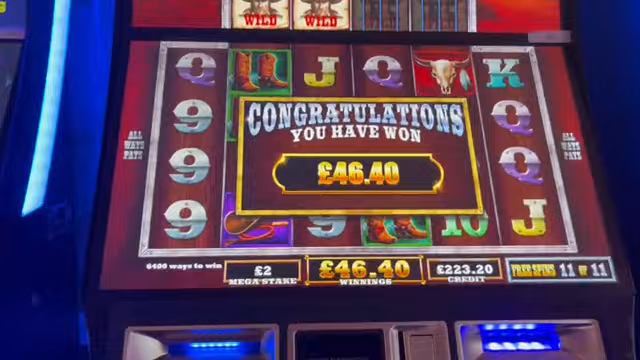 WILD WILD
Q J Q K
CONGRATULATIONS
YOU HAVE WON
£46.40
9 Q
9 Q
9 9 10 J
ALL
WAYS
PAYS
ALL
WAYS
PAYS
6400 ways to win
£2
MEGA STAKE
£46.40
WINNINGS
£223.20
CREDIT
FREE SPINS 11 OF 11